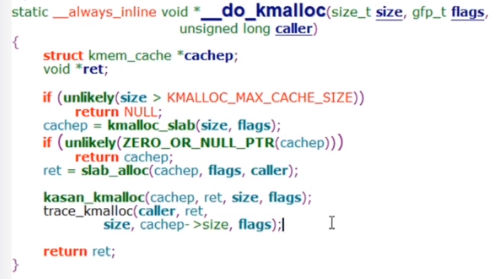 static __always_inline void *__do_kmalloc(size_t size, gfp_t flags,
unsigned long caller)
{
struct kmem_cache *cachep;
void *ret;
if (unlikely(size > KMALLOC_MAX_CACHE_SIZE))
return NULL;
cachep = kmalloc_slab(size, flags);
if (unlikely(ZERO_OR_NULL_PTR(cachep)))
return cachep;
ret = slab_alloc(cachep, flags, caller);
kasan_kmalloc(cachep, ret, size, flags);
trace_kmalloc(caller, ret,
size, cachep->size, flags);
return ret;
}